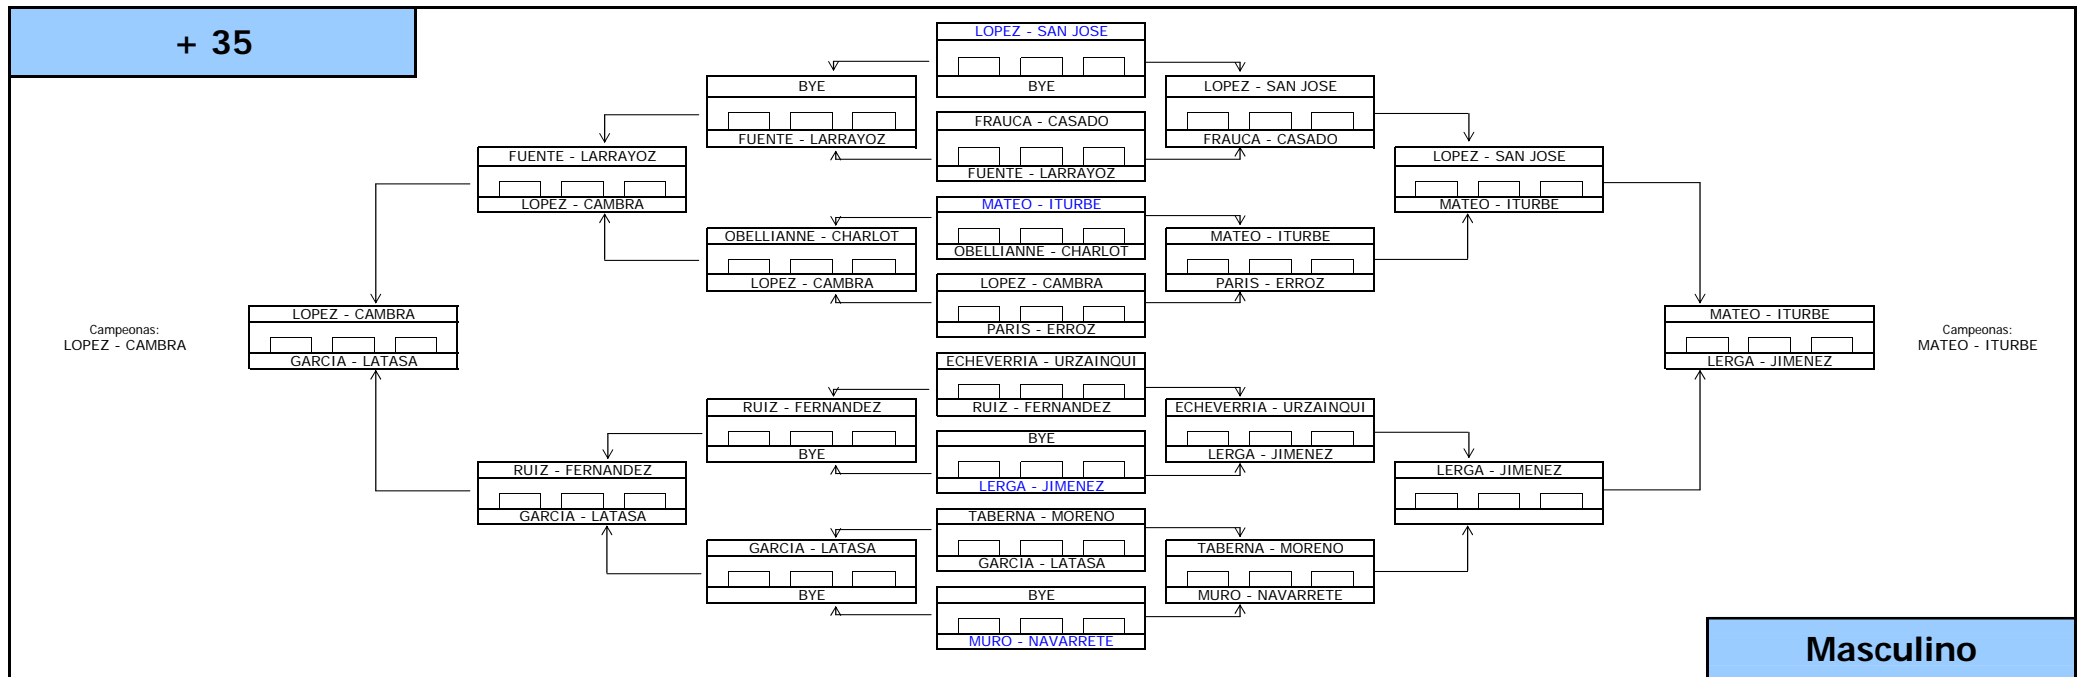 + 35
LOPEZ - SAN JOSE
BYE
BYE
FUENTE - LARRAYOZ
LOPEZ - SAN JOSE
FRAUCA - CASADO
FRAUCA - CASADO
FUENTE - LARRAYOZ
FUENTE - LARRAYOZ
LOPEZ - CAMBRA
LOPEZ - SAN JOSE
MATEO - ITURBE
MATEO - ITURBE
OBELLIANNE - CHARLOT
OBELLIANNE - CHARLOT
LOPEZ - CAMBRA
MATEO - ITURBE
PARIS - ERROZ
LOPEZ - CAMBRA
PARIS - ERROZ
Campeonas:
LOPEZ - CAMBRA
LOPEZ - CAMBRA
GARCIA - LATASA
MATEO - ITURBE
LERGA - JIMENEZ
Campeonas:
MATEO - ITURBE
ECHEVERRIA - URZAINQUI
RUIZ - FERNANDEZ
RUIZ - FERNANDEZ
BYE
ECHEVERRIA - URZAINQUI
LERGA - JIMENEZ
BYE
LERGA - JIMENEZ
RUIZ - FERNANDEZ
GARCIA - LATASA
LERGA - JIMENEZ
TABERNA - MORENO
GARCIA - LATASA
GARCIA - LATASA
BYE
TABERNA - MORENO
MURO - NAVARRETE
BYE
MURO - NAVARRETE
Masculino